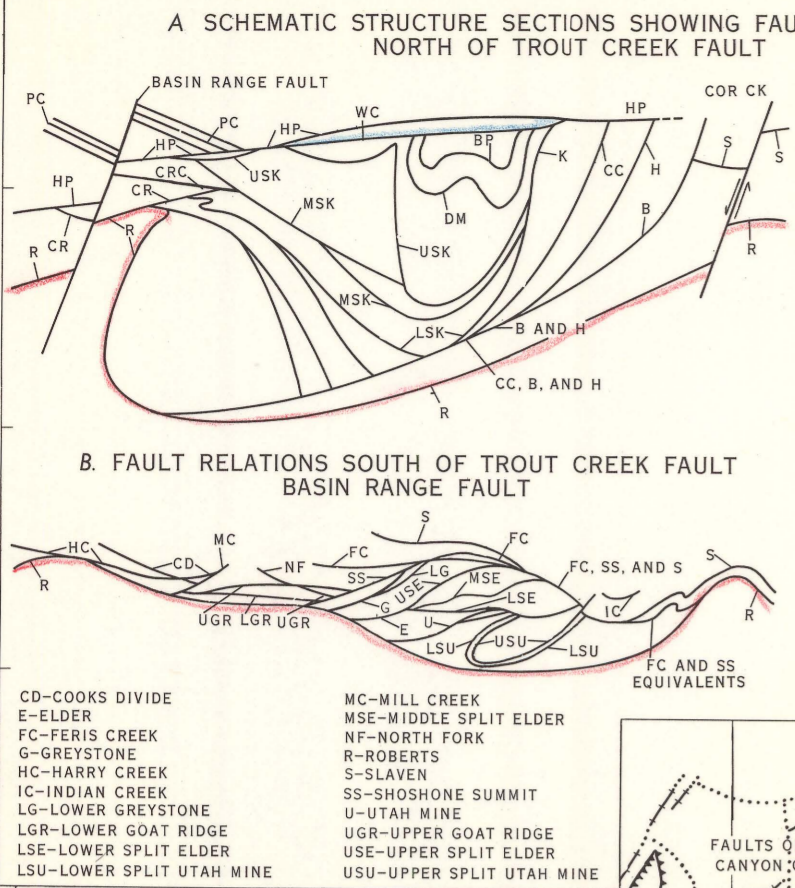 A SCHEMATIC STRUCTURE SECTIONS SHOWING FAU
NORTH OF TROUT CREEK FAULT
BASIN RANGE FAULT
COR CK
PC
PC
WC
HP
HP
HP
BP
K
CC
H
S
S
USK
CRC
CR
HP
MSK
DM
B
R
USK
R
CR
R
MSK
LSK
B AND H
CC, B, AND H
R
B. FAULT RELATIONS SOUTH OF TROUT CREEK FAULT
BASIN RANGE FAULT
S
MC
HC
CD
NF
FC
FC
SS
LG
USE
MSE
FC, SS, AND S
S
R
LSE
G
IC
R
UGR
LGR
UGR
E
U
LSU
USU
LSU
FC AND SS
EQUIVALENTS
CD–COOKS DIVIDE
E–ELDER
FC–FERIS CREEK
G–GREYSTONE
HC–HARRY CREEK
IC–INDIAN CREEK
LG–LOWER GREYSTONE
LGR–LOWER GOAT RIDGE
LSE–LOWER SPLIT ELDER
LSU–LOWER SPLIT UTAH MINE
MC–MILL CREEK
MSE–MIDDLE SPLIT ELDER
NF–NORTH FORK
R–ROBERTS
S–SLAVEN
SS–SHOSHONE SUMMIT
U–UTAH MINE
UGR–UPPER GOAT RIDGE
USE–UPPER SPLIT ELDER
USU–UPPER SPLIT UTAH MINE
FAULTS O
CANYON